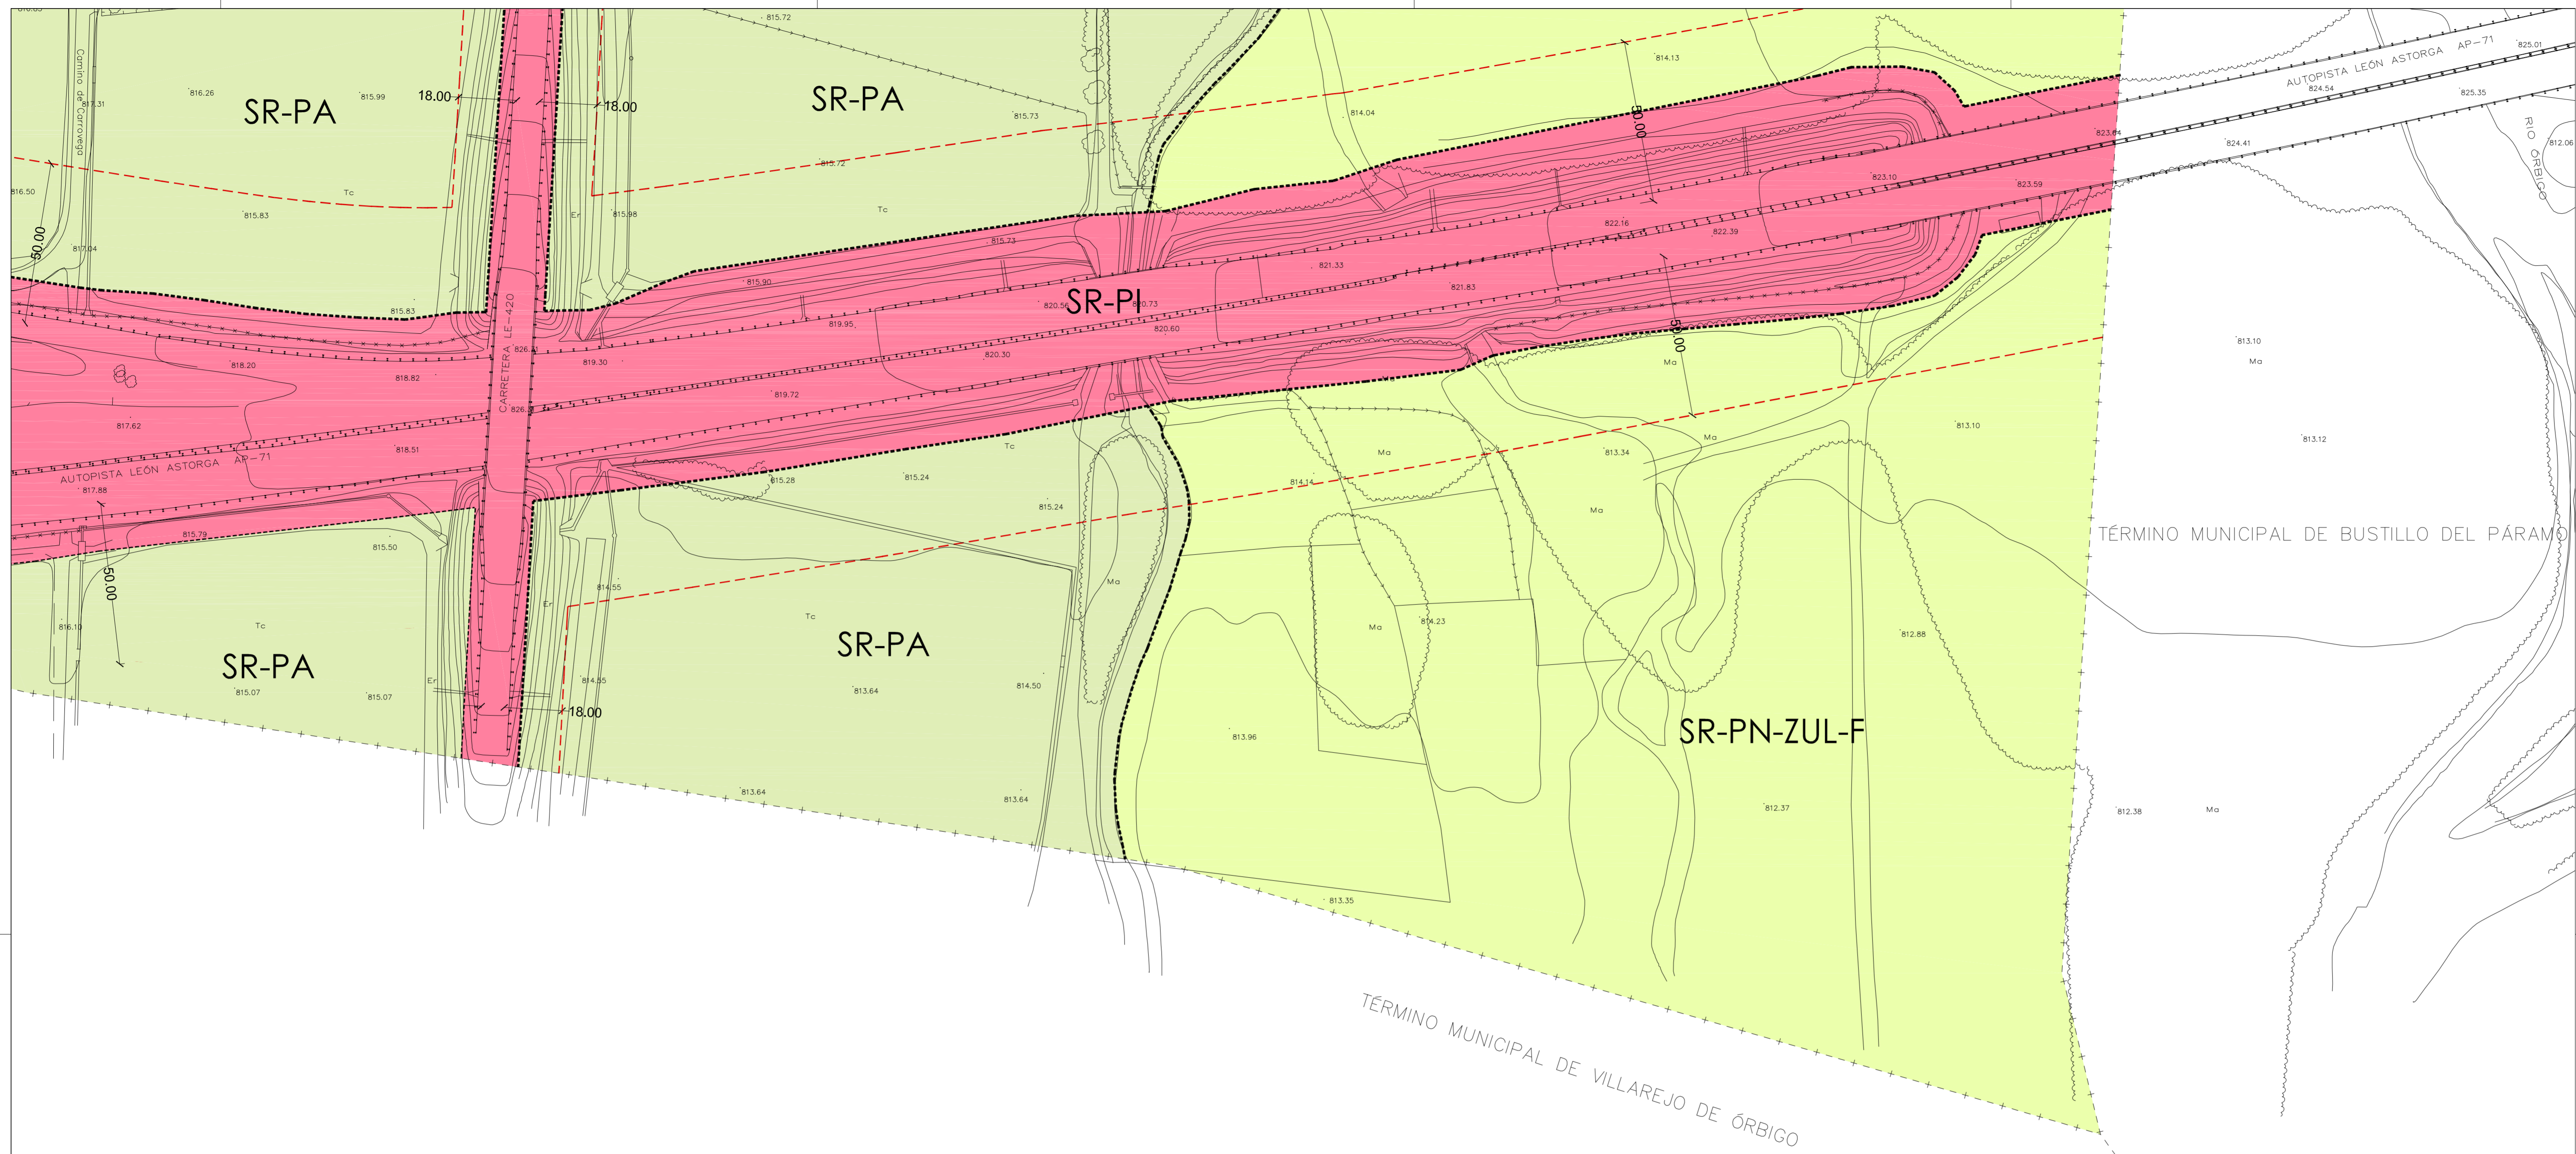 815.72
825.01
AUTOPISTA LEÓN ASTORGA AP-71
814.13
824.54
825.35
816.26
815.99
18.00
18.00
SR-PA
SR-PA
817.31
Camino de Carrovega
815.73
814.04
50.00
RIO ÓRBIGO
823.64
824.41
812.06
815.72
823.10
823.59
816.50
Tc
815.83
Er
815.98
Tc
822.16
822.39
50.00
817.04
815.73
821.33
815.90
821.83
SR-PI
820.56
820.73
815.83
CARRETERA LE-420
819.95
820.60
50.00
813.10
Ma
818.20
819.30
820.30
Ma
818.82
Ma
819.72
817.62
813.10
Ma
813.12
818.51
Tc
Ma
813.34
AUTOPISTA LEÓN ASTORGA AP-71
815.28
815.24
814.14
817.88
815.24
Ma
815.79
TÉRMINO MUNICIPAL DE BUSTILLO DEL PÁRAMO
815.50
50.00
814.55
Ma
Er
816.10
Tc
Tc
Ma
814.23
812.88
SR-PA
SR-PA
Er
814.55
815.07
815.07
813.64
814.50
18.00
SR-PN-ZUL-F
813.96
813.64
813.64
812.37
812.38
Ma
813.35
TÉRMINO MUNICIPAL DE VILLAREJO DE ÓRBIGO